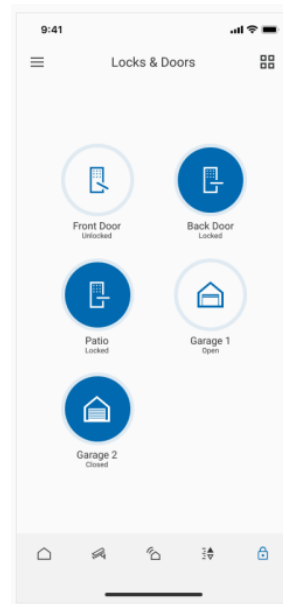 9:41
Locks & Doors
Front Door
Unlocked
Back Door
Locked
Patio
Locked
Garage 1
Open
Garage 2
Closed